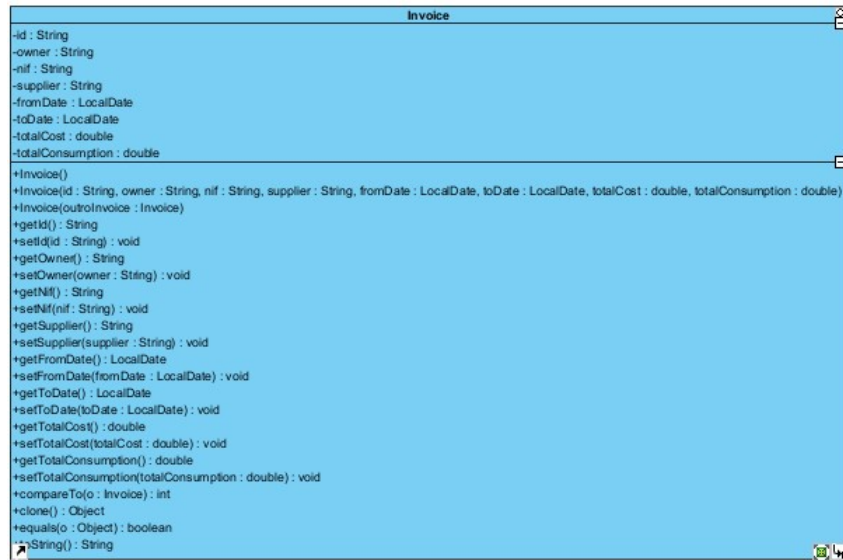 Invoice
-id : String
-owner : String
-nif : String
-supplier : String
-fromDate : LocalDate
-toDate : LocalDate
-totalCost : double
-totalConsumption : double
+Invoice()
+Invoice(id : String, owner : String, nif : String, supplier : String, fromDate : LocalDate, toDate : LocalDate, totalCost : double, totalConsumption : double)
+Invoice(outroInvoice : Invoice)
+getId() : String
+setId(id : String) : void
+getOwner() : String
+setOwner(owner : String) : void
+getNif() : String
+setNif(nif : String) : void
+getSupplier() : String
+setSupplier(supplier : String) : void
+getFromDate() : LocalDate
+setFromDate(fromDate : LocalDate) : void
+getToDate() : LocalDate
+setToDate(toDate : LocalDate) : void
+getTotalCost() : double
+setTotalCost(totalCost : double) : void
+getTotalConsumption() : double
+setTotalConsumption(totalConsumption : double) : void
+compareTo(o : Invoice) : int
+clone() : Object
+equals(o : Object) : boolean
+toString() : String